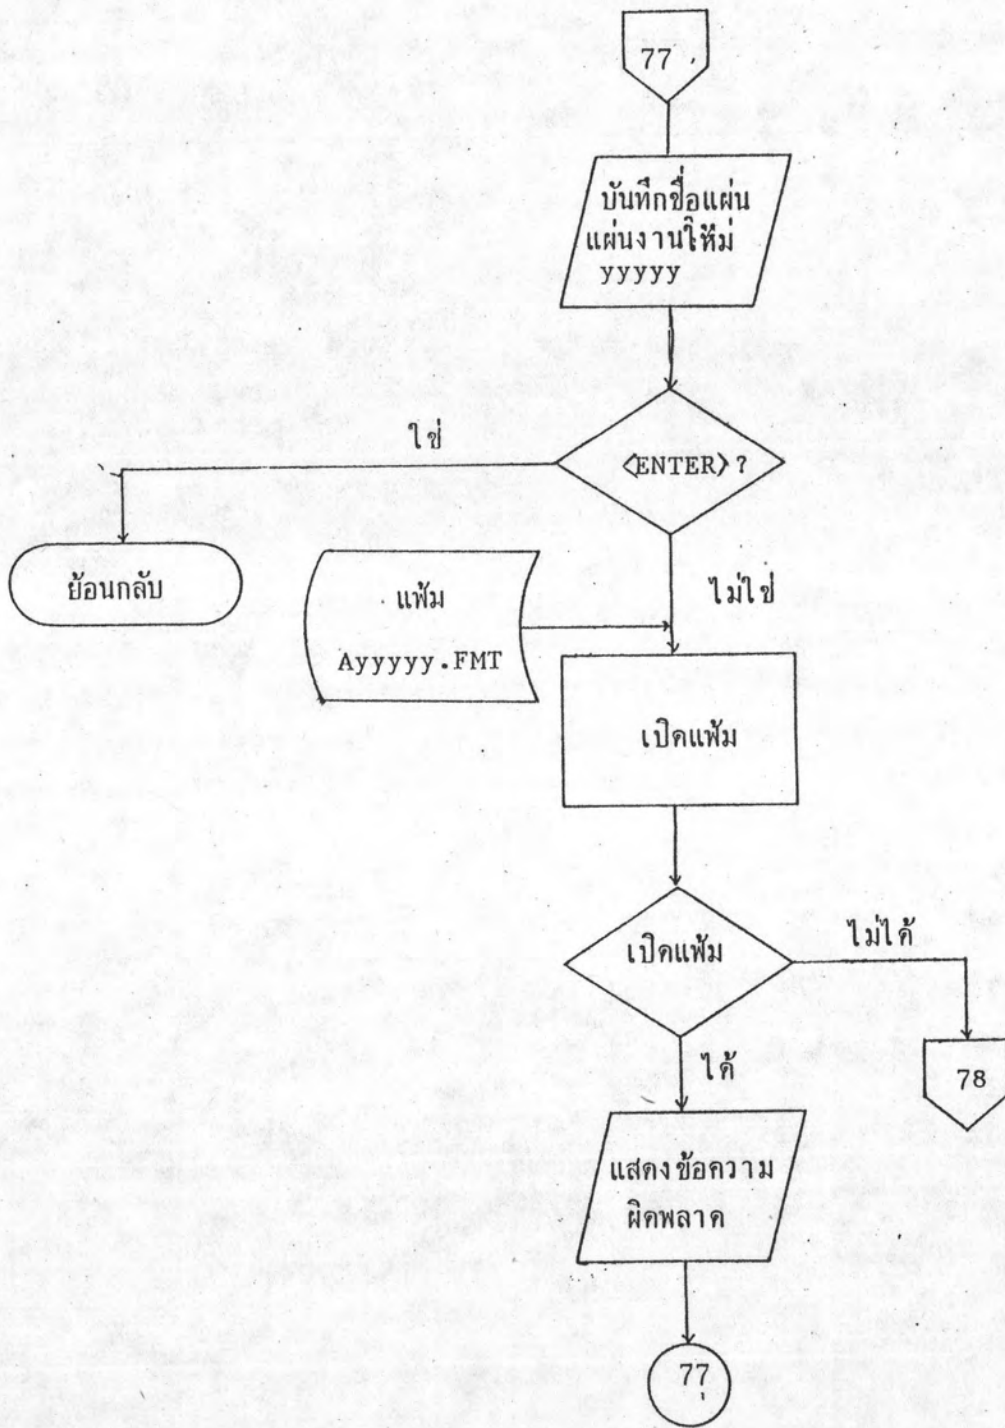 77
บันทึกชื่อแผ่น
แผ่นงานใหม่
yyyyy
ใช่
<ENTER>?
ย้อนกลับ
ไม่ใช่
แฟ้ม
Ayyyyy.FMT
เปิดแฟ้ม
เปิดแฟ้ม
ไม่ได้
ได้
78
แสดงข้อความ
ผิดพลาด
77